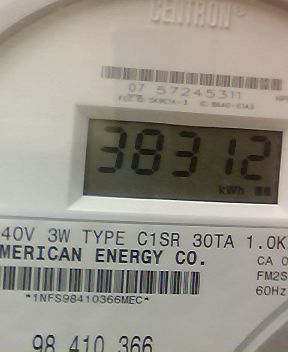 CENTRON®
07 57245311
38312
kWh
40V 3W TYPE C1SR 30TA 1.0K
MERICAN ENERGY CO.
CA 0
FM2S
*1NFS98410366MEC*
60Hz
98 410 366